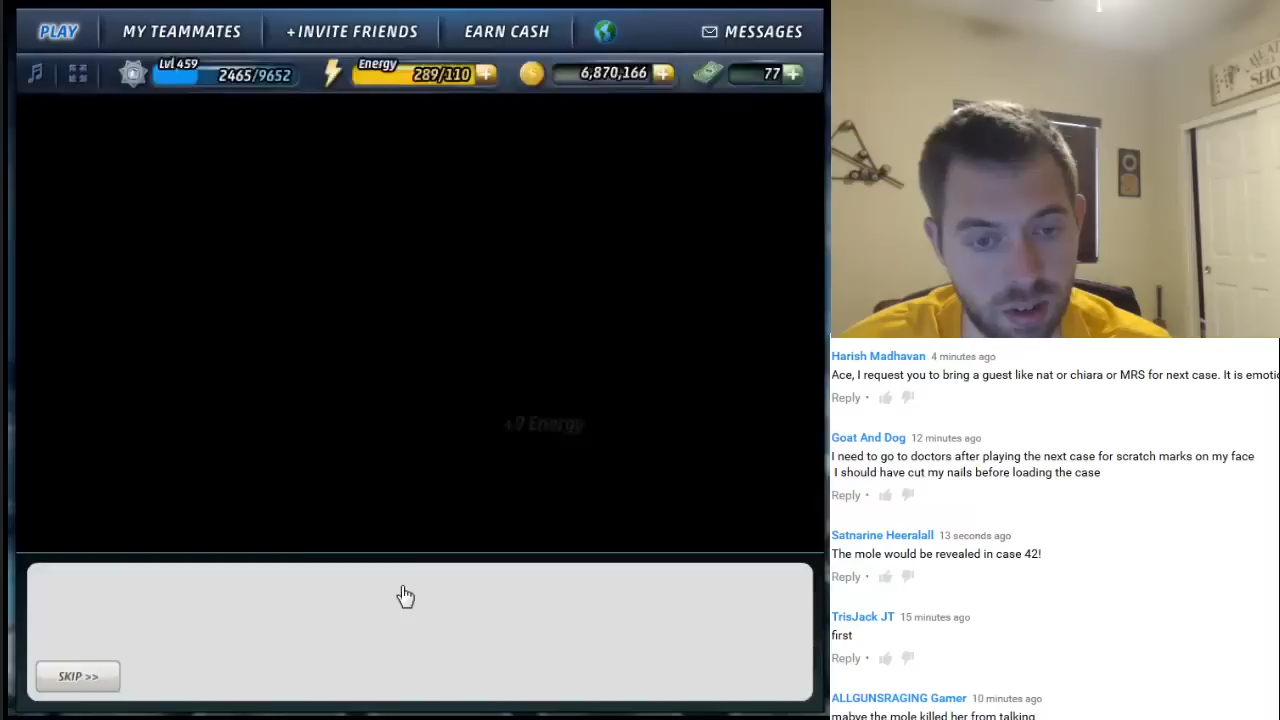 PLAY
MY TEAMMATES
+INVITE FRIENDS
EARN CASH
MESSAGES
Lvl 459
2465/9652
Energy
289/110
6,870,166
77
SKIP >>
Harish Madhavan 4 minutes ago
Ace, I request you to bring a guest like nat or chiara or MRS for next case. It is emotic
Reply •
Goat And Dog 12 minutes ago
I need to go to doctors after playing the next case for scratch marks on my face
I should have cut my nails before loading the case
Reply •
Satnarine Heeralall 13 seconds ago
The mole would be revealed in case 42!
Reply •
TrisJack JT 15 minutes ago
first
Reply •
ALLGUNSRAGING Gamer 10 minutes ago
mabve the mole killed her from talking